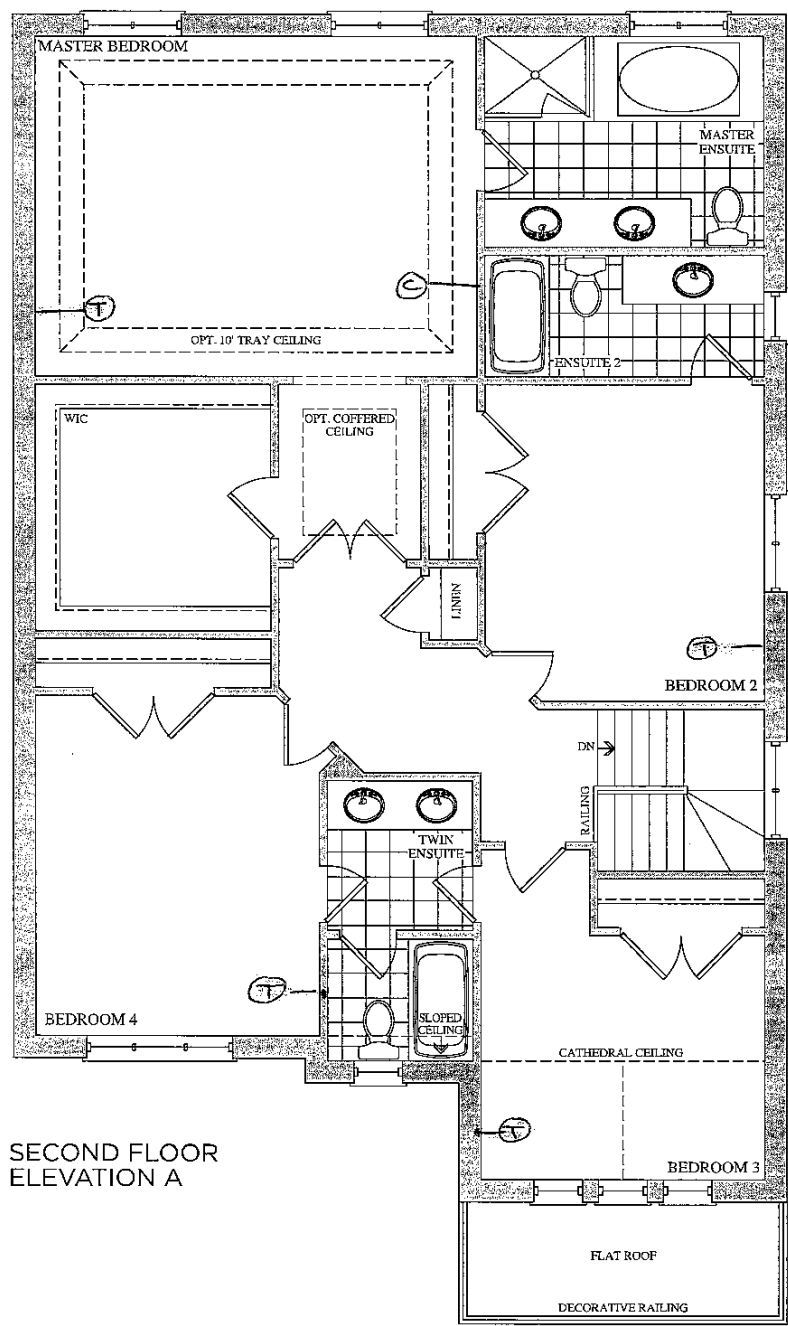 MASTER BEDROOM
MASTER
ENSUITE
C
T
OPT. 10' TRAY CEILING
ENSUITE 2
WIC
OPT. COFFERED
CEILING
LINEN
T
BEDROOM 2
DN
RAILING
TWIN
ENSUITE
T
BEDROOM 4
SLOPED
CEILING
CATHEDRAL CEILING
T
BEDROOM 3
SECOND FLOOR
ELEVATION A
FLAT ROOF
DECORATIVE RAILING